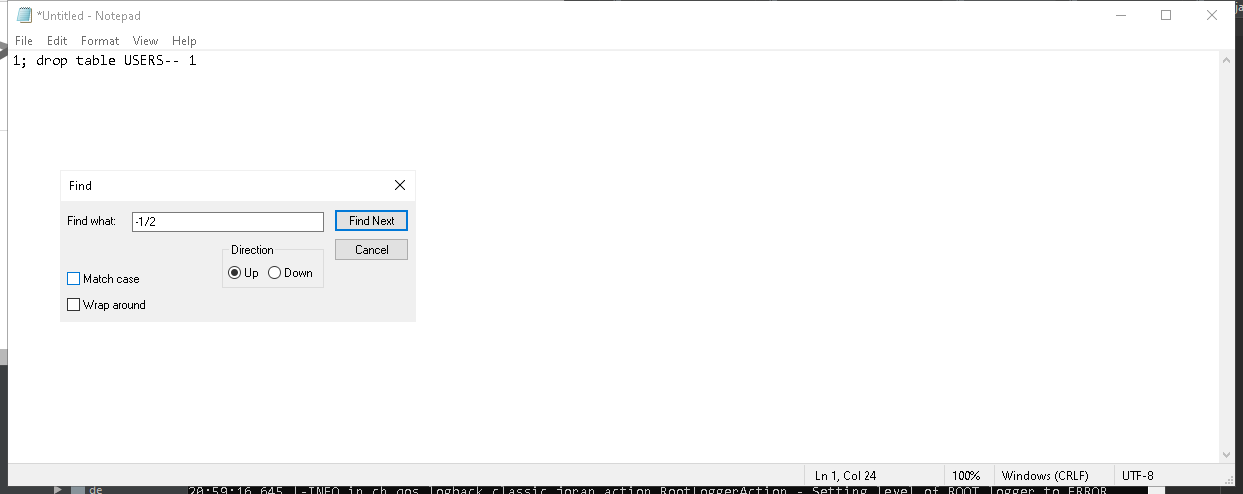 *Untitled - Notepad
File Edit Format View Help
1; drop table USERS-- 1
Find
Find what: -1/2 Find Next
Direction Cancel
Match case Up Down
Wrap around
Ln 1, Col 24 100% Windows (CRLF) UTF-8
de 20:59:16,645 |-INFO in ch.qos.logback.classic.joran.action.RootLoggerAction - Setting level of ROOT logger to ERROR